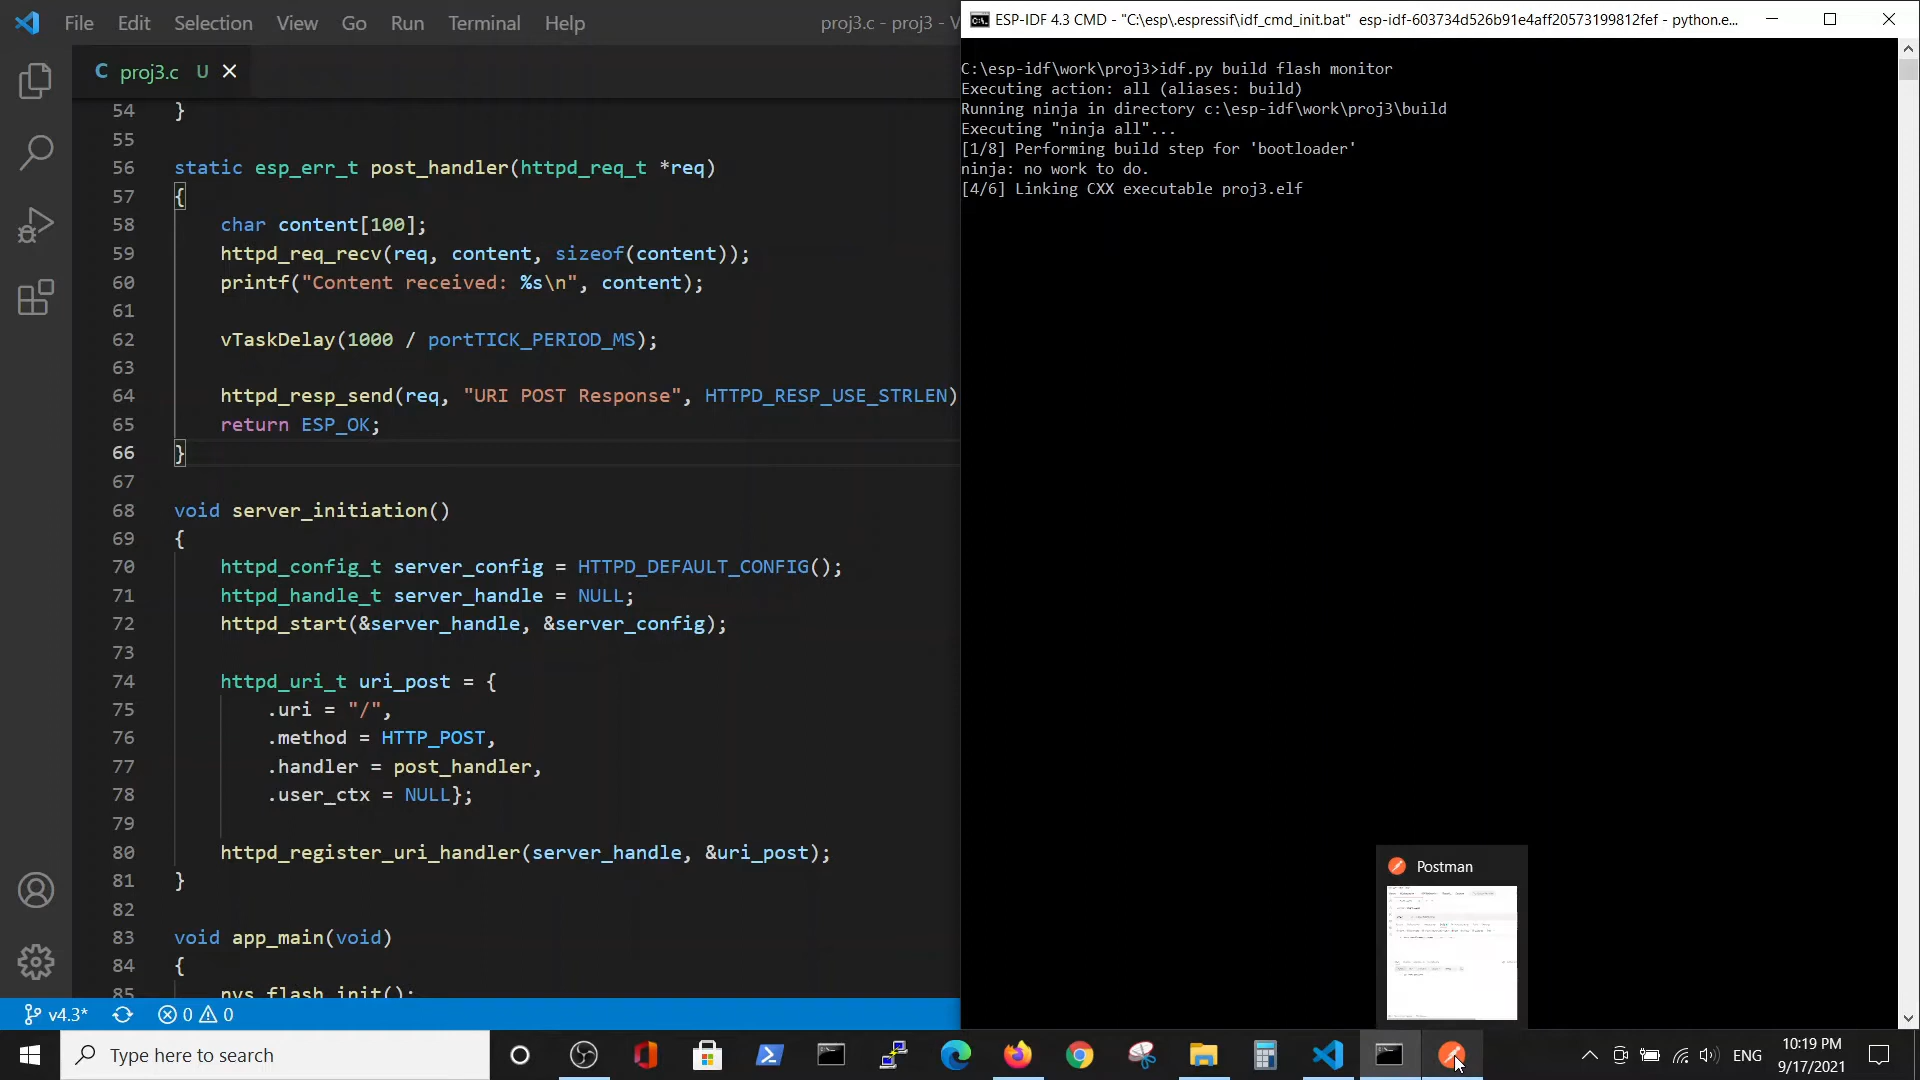 File Edit Selection View Go Run Terminal Help proj3.c - proj3 - V
C proj3.c U
54 }
55
56 static esp_err_t post_handler(httpd_req_t *req)
57 {
58 char content[100];
59 httpd_req_recv(req, content, sizeof(content));
60 printf("Content received: %s\n", content);
61
62 vTaskDelay(1000 / portTICK_PERIOD_MS);
63
64 httpd_resp_send(req, "URI POST Response", HTTPD_RESP_USE_STRLEN)
65 return ESP_OK;
66 }
67
68 void server_initiation()
69 {
70 httpd_config_t server_config = HTTPD_DEFAULT_CONFIG();
71 httpd_handle_t server_handle = NULL;
72 httpd_start(&server_handle, &server_config);
73
74 httpd_uri_t uri_post = {
75 .uri = "/",
76 .method = HTTP_POST,
77 .handler = post_handler,
78 .user_ctx = NULL};
79
80 httpd_register_uri_handler(server_handle, &uri_post);
81 }
82
83 void app_main(void)
84 {
85 nvs_flash_init();
v4.3* 0 0
ESP-IDF 4.3 CMD - "C:\esp\.espressif\idf_cmd_init.bat" esp-idf-603734d526b91e4aff20573199812fef - python.e...
C:\esp-idf\work\proj3>idf.py build flash monitor
Executing action: all (aliases: build)
Running ninja in directory c:\esp-idf\work\proj3\build
Executing "ninja all"...
[1/8] Performing build step for 'bootloader'
ninja: no work to do.
[4/6] Linking CXX executable proj3.elf
Postman
Type here to search
ENG
10:19 PM
9/17/2021